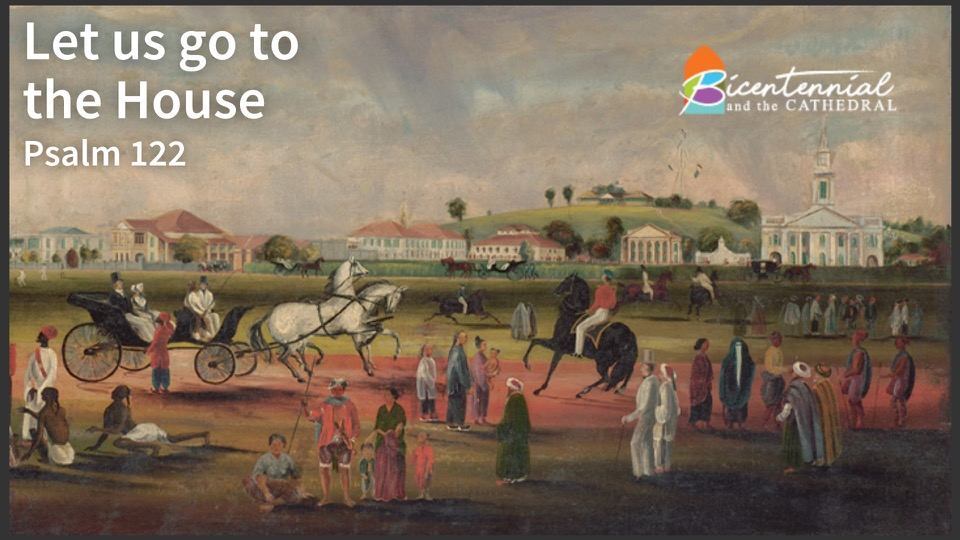 Let us go to
the House
Psalm 122
Bicentennial
and the CATHEDRAL